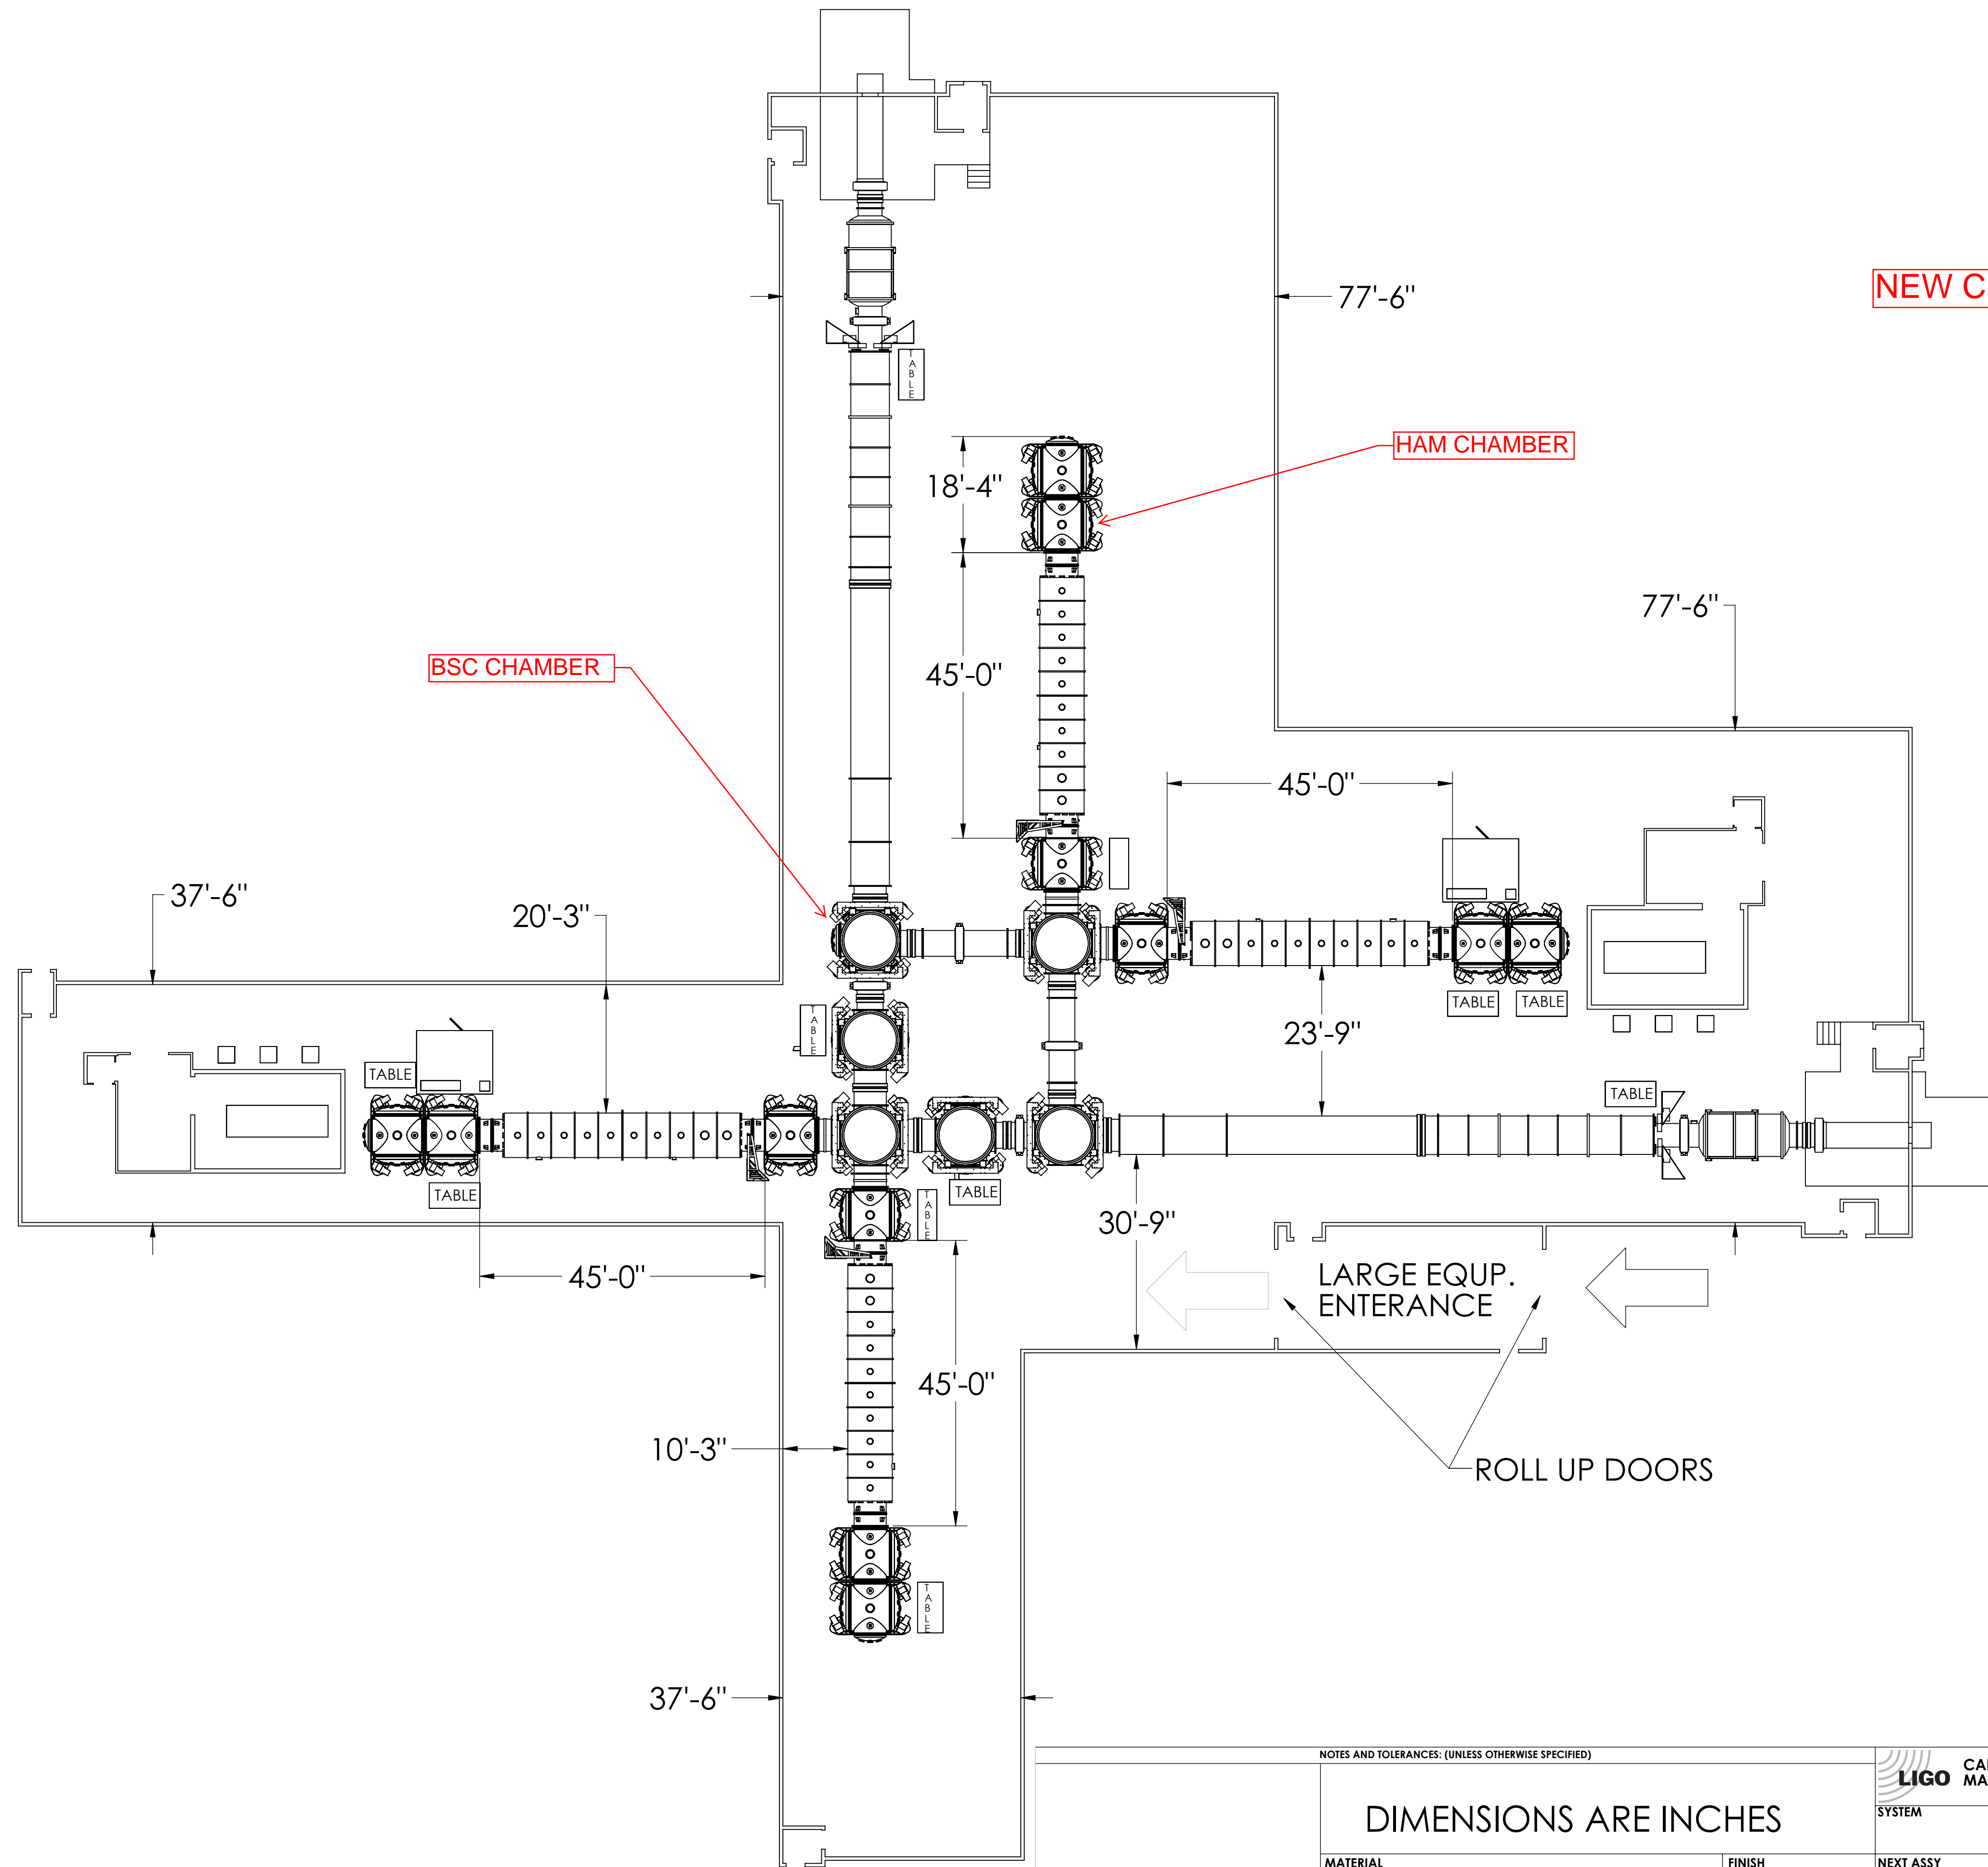 77'-6"
NEW C
TABLE
HAM CHAMBER
18'-4"
77'-6"
BSC CHAMBER
45'-0"
45'-0"
37'-6"
20'-3"
TABLE
TABLE
TABLE
23'-9"
TABLE
TABLE
TABLE
TABLE
TABLE
TABLE
30'-9"
45'-0"
LARGE EQUP.
ENTERANCE
45'-0"
10'-3"
ROLL UP DOORS
TABLE
37'-6"
NOTES AND TOLERANCES: (UNLESS OTHERWISE SPECIFIED)
LIGO
CA
MA
DIMENSIONS ARE INCHES
SYSTEM
MATERIAL
FINISH
NEXT ASSY